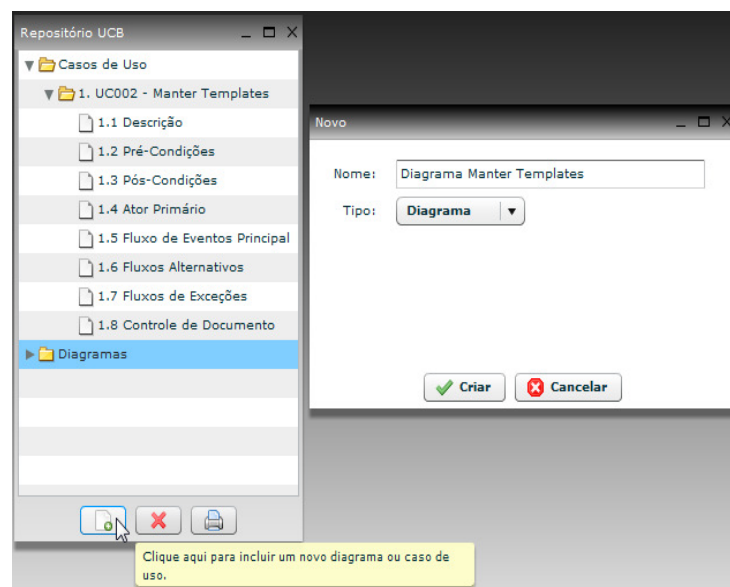 Repositório UCB
Casos de Uso
1. UC002 - Manter Templates
1.1 Descrição
1.2 Pré-Condições
1.3 Pós-Condições
1.4 Ator Primário
1.5 Fluxo de Eventos Principal
1.6 Fluxos Alternativos
1.7 Fluxos de Exceções
1.8 Controle de Documento
Diagramas
Novo
Nome: Diagrama Manter Templates
Tipo: Diagrama
Criar Cancelar
Clique aqui para incluir um novo diagrama ou caso de
uso.